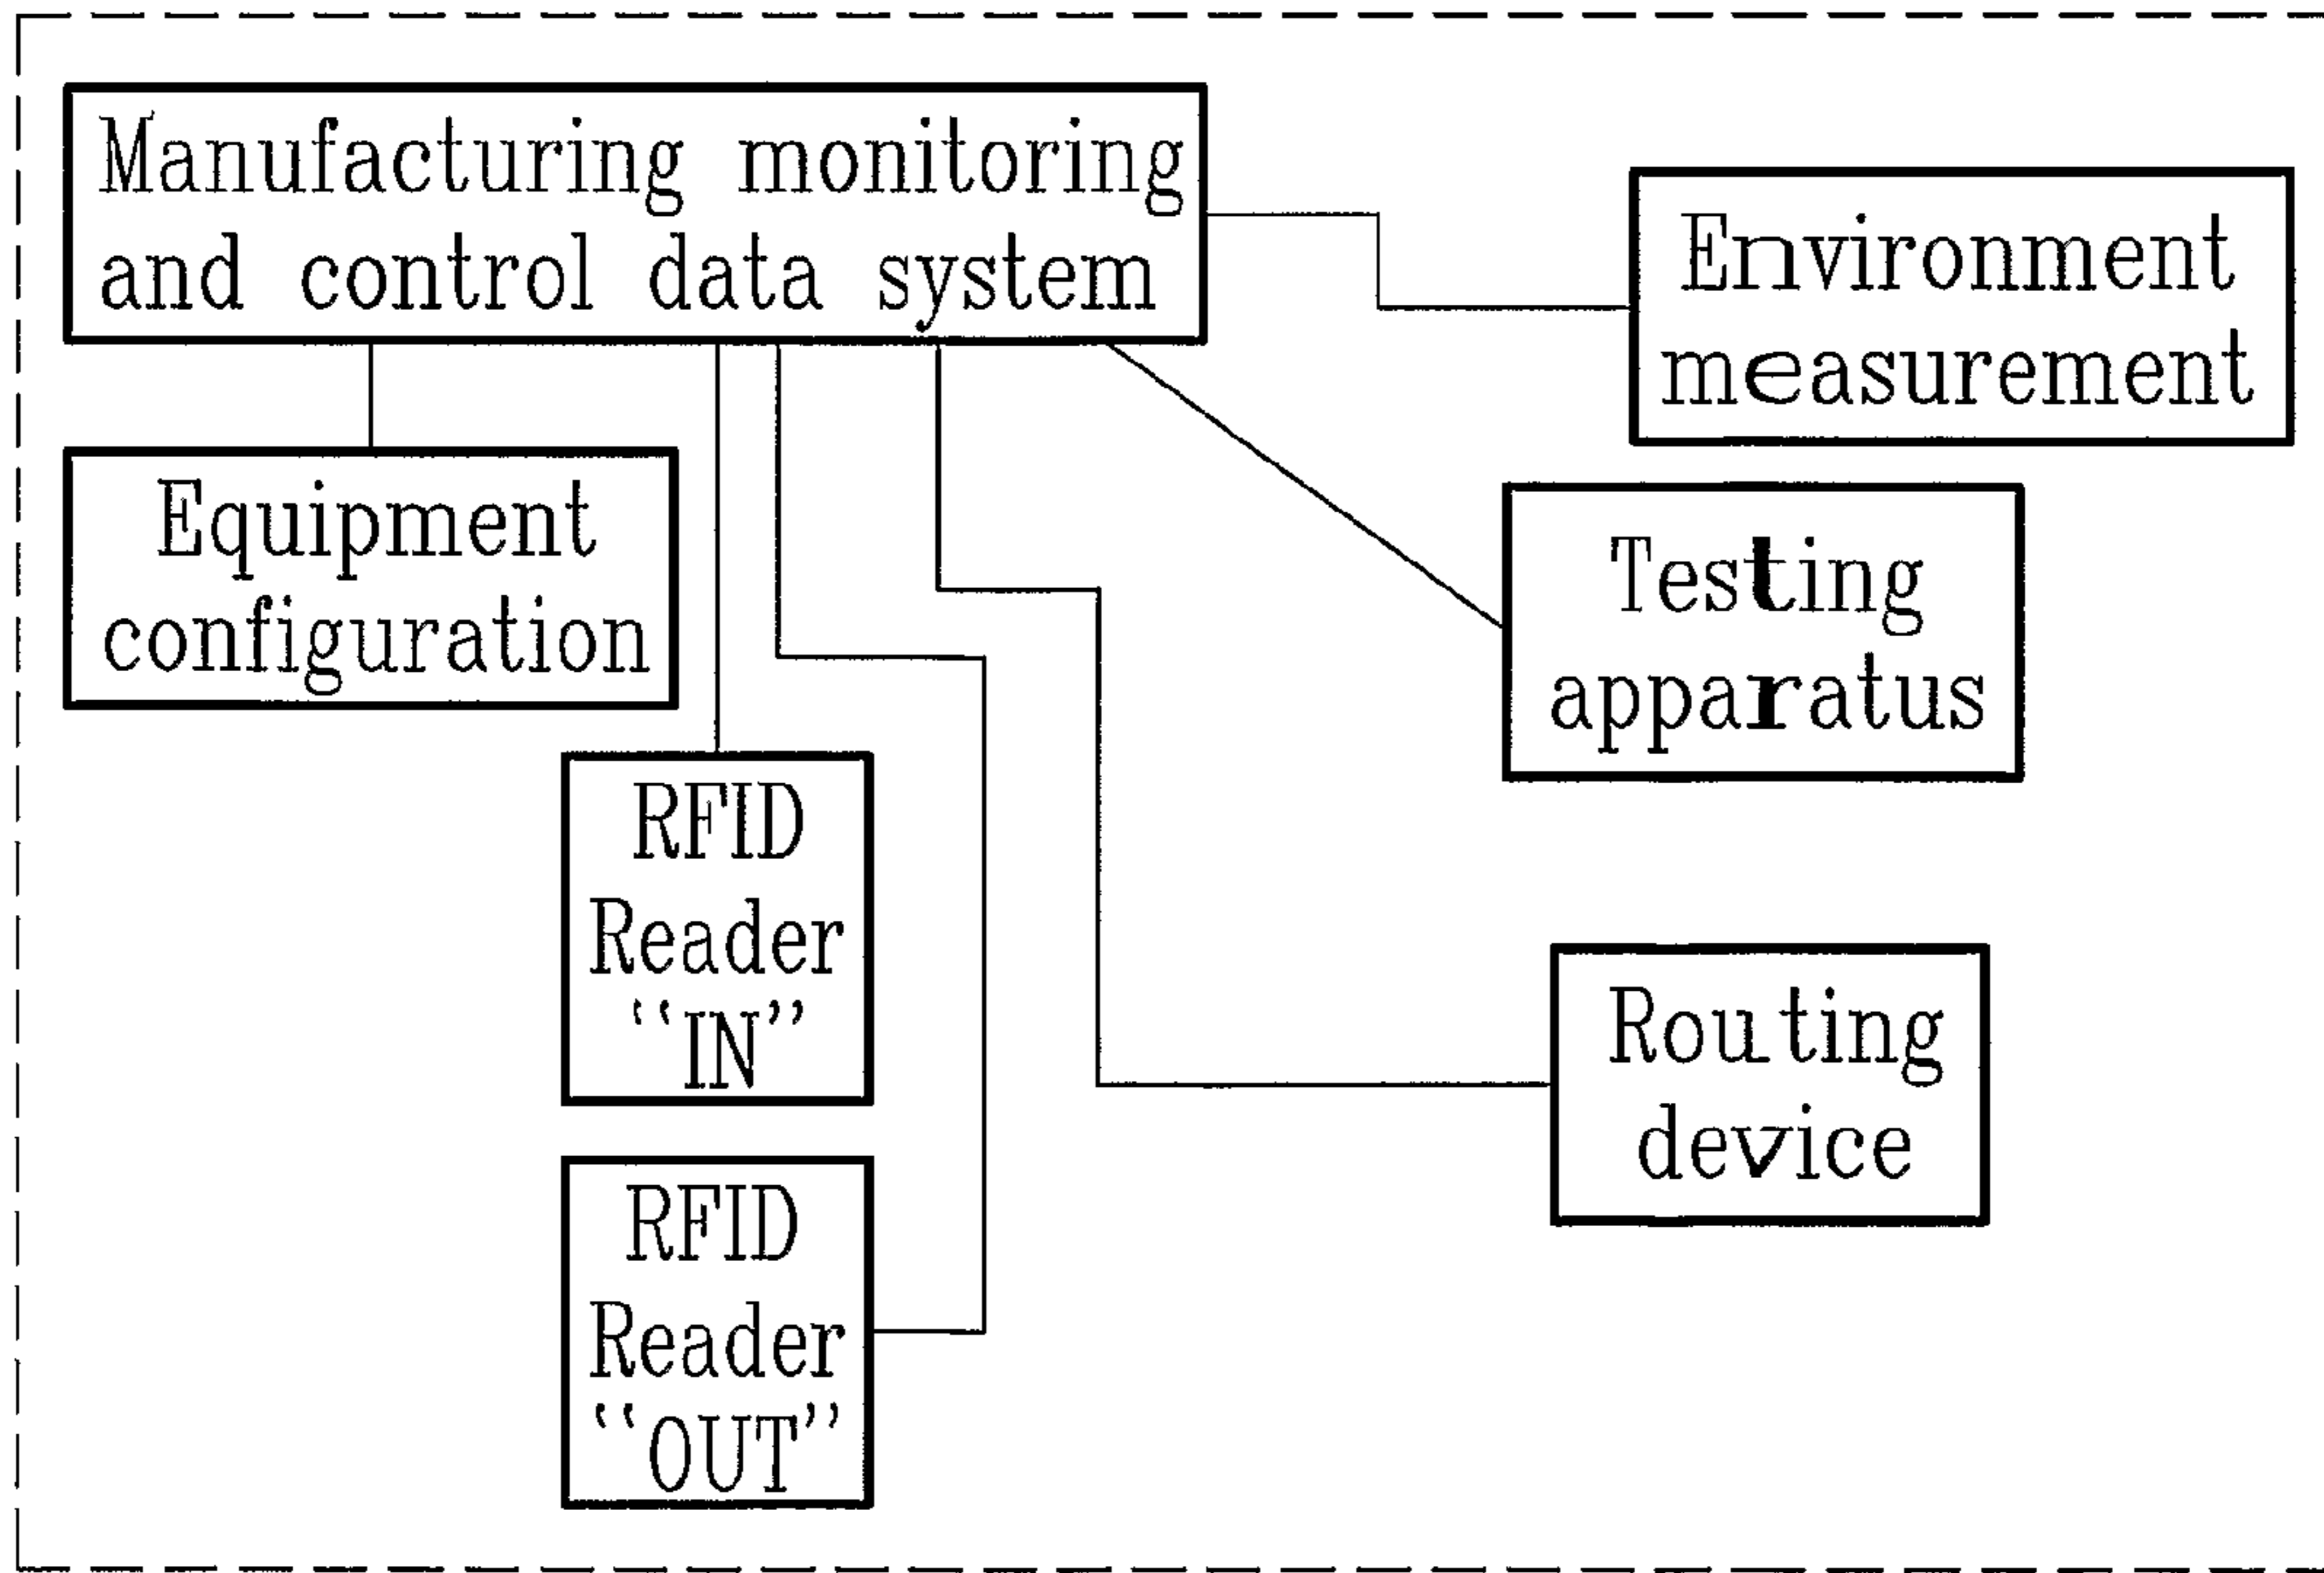 Manufacturing monitoring
and control data system
Environment
measurement
Equipment
configuration
Testing
apparatus
RFID
Reader
“IN”
Routing
device
RFID
Reader
“OUT”